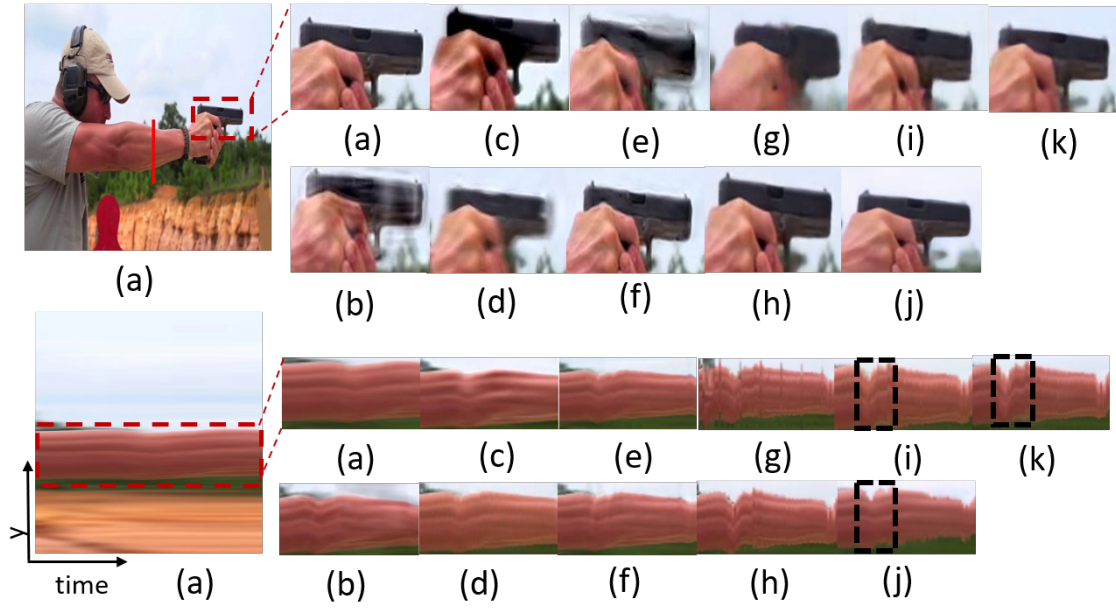 (a) (c) (e) (g) (i) (k)
(a)
(b) (d) (f) (h) (j)
(a) (c) (e) (g) (i) (k)
y
time
(a)
(b) (d) (f) (h) (j)